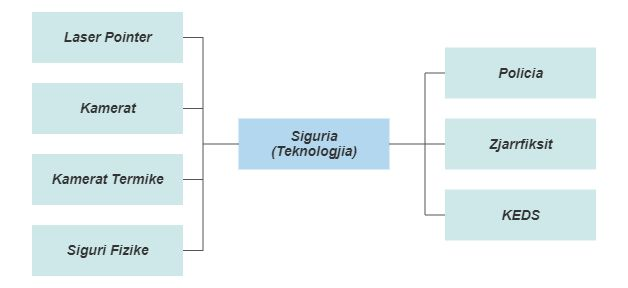 Laser Pointer
Kamerat
Kamerat Termike
Siguri Fizike
Siguria
(Teknologjia)
Policia
Zjarrfiksit
KEDS